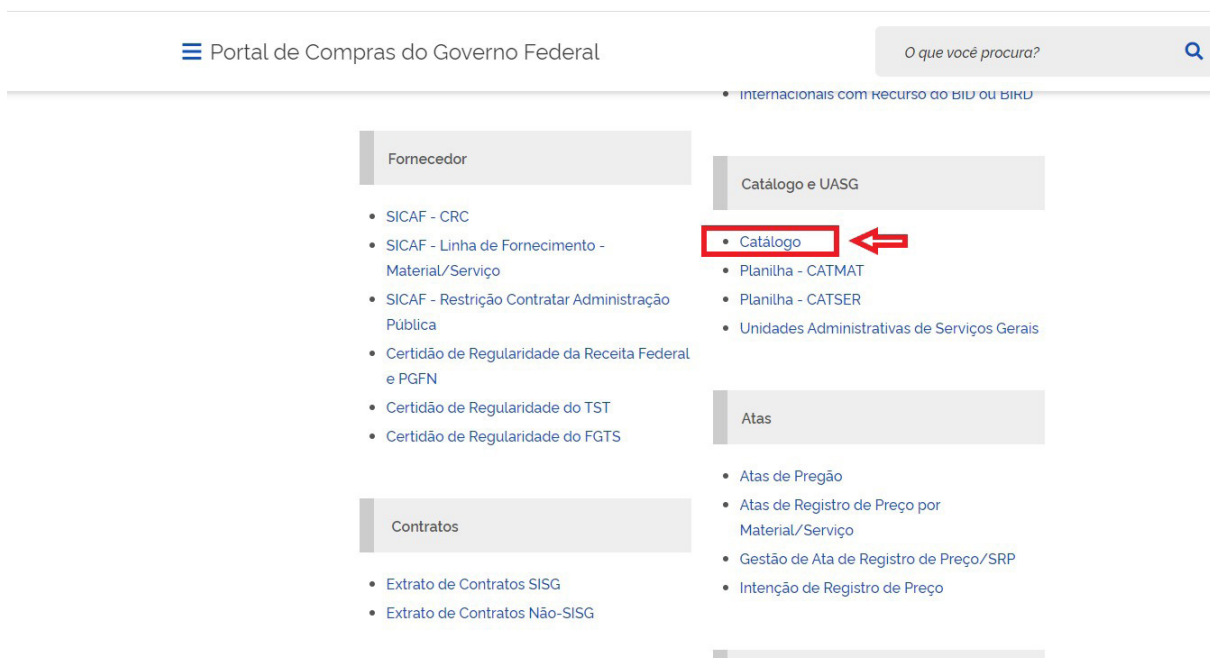 Portal de Compras do Governo Federal
O que você procura?
Internacionais com Recurso do BID ou BIRD
Fornecedor
SICAF - CRC
SICAF - Linha de Fornecimento -
Material/Serviço
SICAF - Restrição Contratar Administração
Pública
Certidão de Regularidade da Receita Federal
e PGFN
Certidão de Regularidade do TST
Certidão de Regularidade do FGTS
Contratos
Extrato de Contratos SISG
Extrato de Contratos Não-SISG
Catálogo e UASG
Catálogo
Planilha - CATMAT
Planilha - CATSER
Unidades Administrativas de Serviços Gerais
Atas
Atas de Pregão
Atas de Registro de Preço por
Material/Serviço
Gestão de Ata de Registro de Preço/SRP
Intenção de Registro de Preço